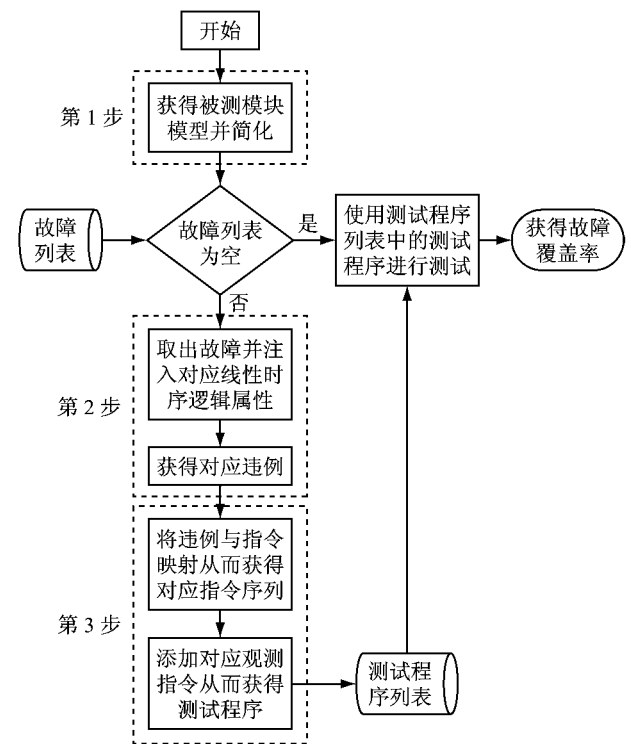 开始
第1步
获得被测模块
模型并简化
故障
列表
故障列表
为空
是
使用测试程序
列表中的测试
程序进行测试
获得故障
覆盖率
否
第2步
取出故障并注
入对应线性时
序逻辑属性
获得对应违例
第3步
将违例与指令
映射从而获得
对应指令序列
添加对应观测
指令从而获得
测试程序
测试程
序列表